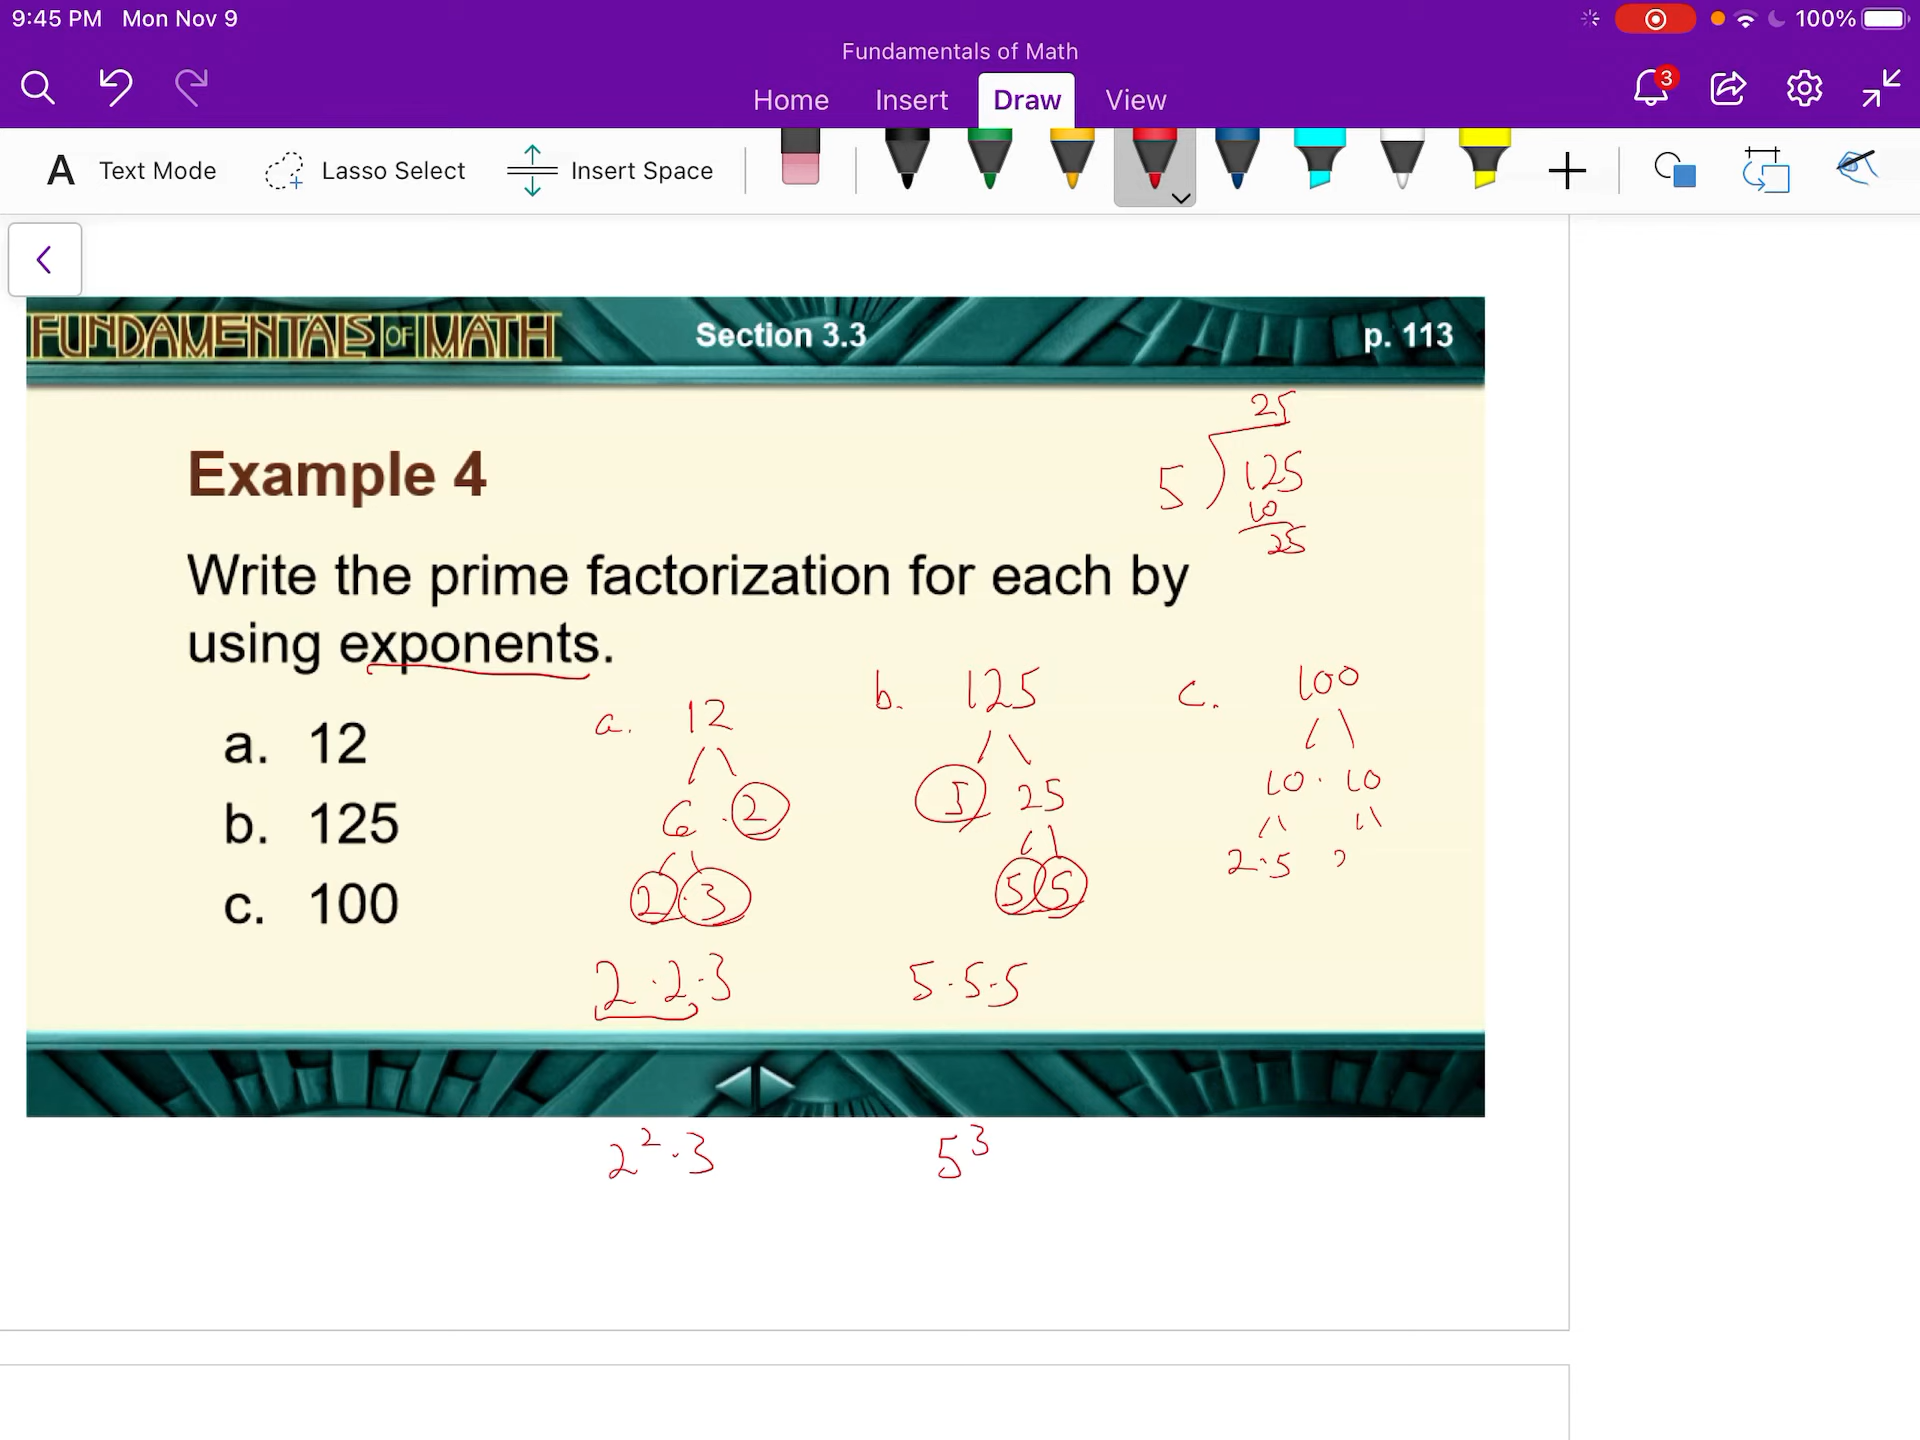 9:45 PM Mon Nov 9
100%
Fundamentals of Math
Home Insert Draw View
3
A Text Mode Lasso Select Insert Space
FUNDAMENTALS OF MATH Section 3.3 p. 113
25
5 125
10
25
Example 4
Write the prime factorization for each by
using exponents.
a. 12
b. 125
c. 100
a. 12
6 · 2
2 · 3
2 · 2 · 3
2² · 3
b. 125
5 25
5 5
5 · 5 · 5
5³
c. 100
10 · 10
2 · 5